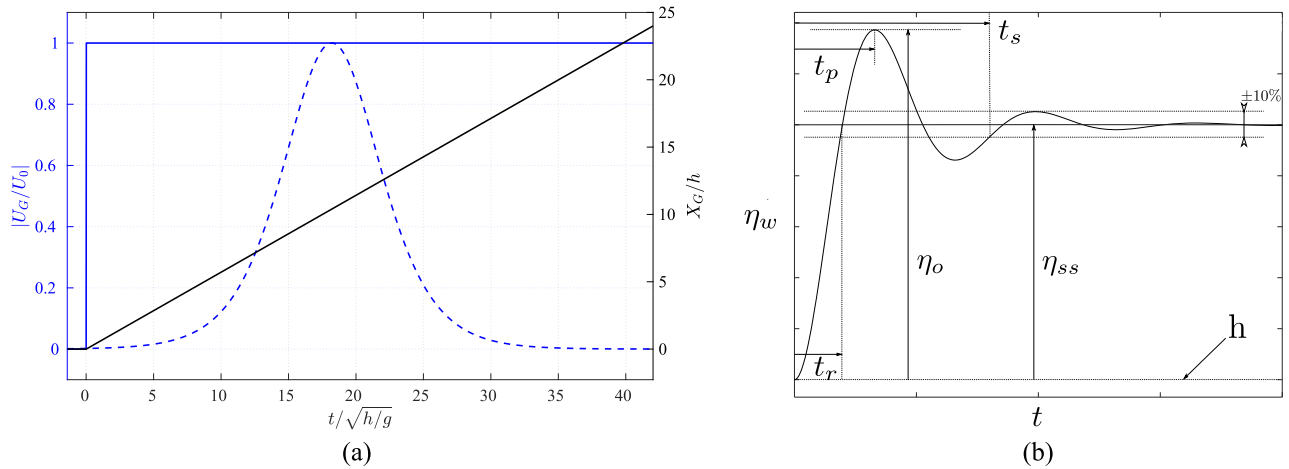 1
0.8
0.6
0.4
0.2
0
|U_G/U_0|
25
20
15
10
5
0
X_G/h
0 5 10 15 20 25 30 35 40
t/√(h/g)
(a)
t_s
t_p
±10%
η_w
η_o
η_ss
h
t_r
t
(b)